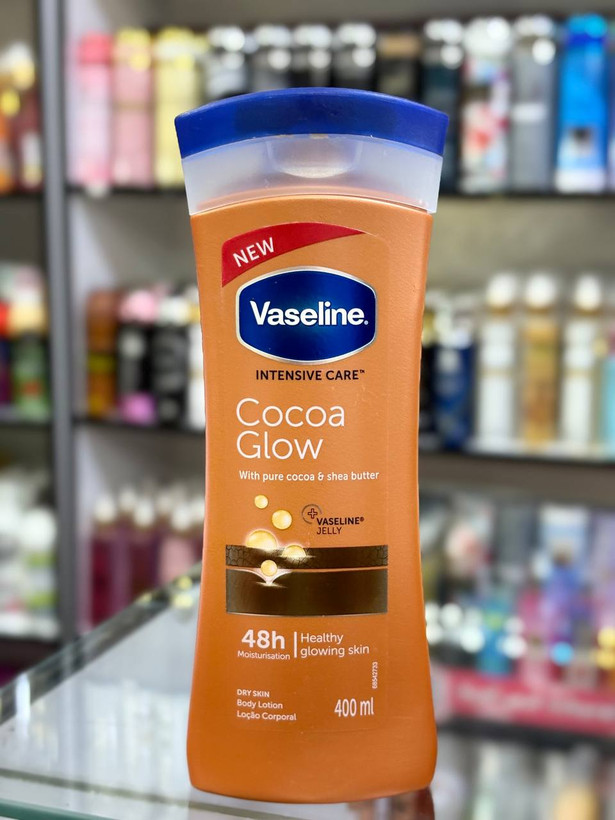 NEW
Vaseline.
INTENSIVE CARE™
Cocoa
Glow
With pure cocoa & shea butter
VASELINE®
JELLY
48h
Moisturisation
Healthy
glowing skin
DRY SKIN
Body Lotion
Loção Corporal
400 ml